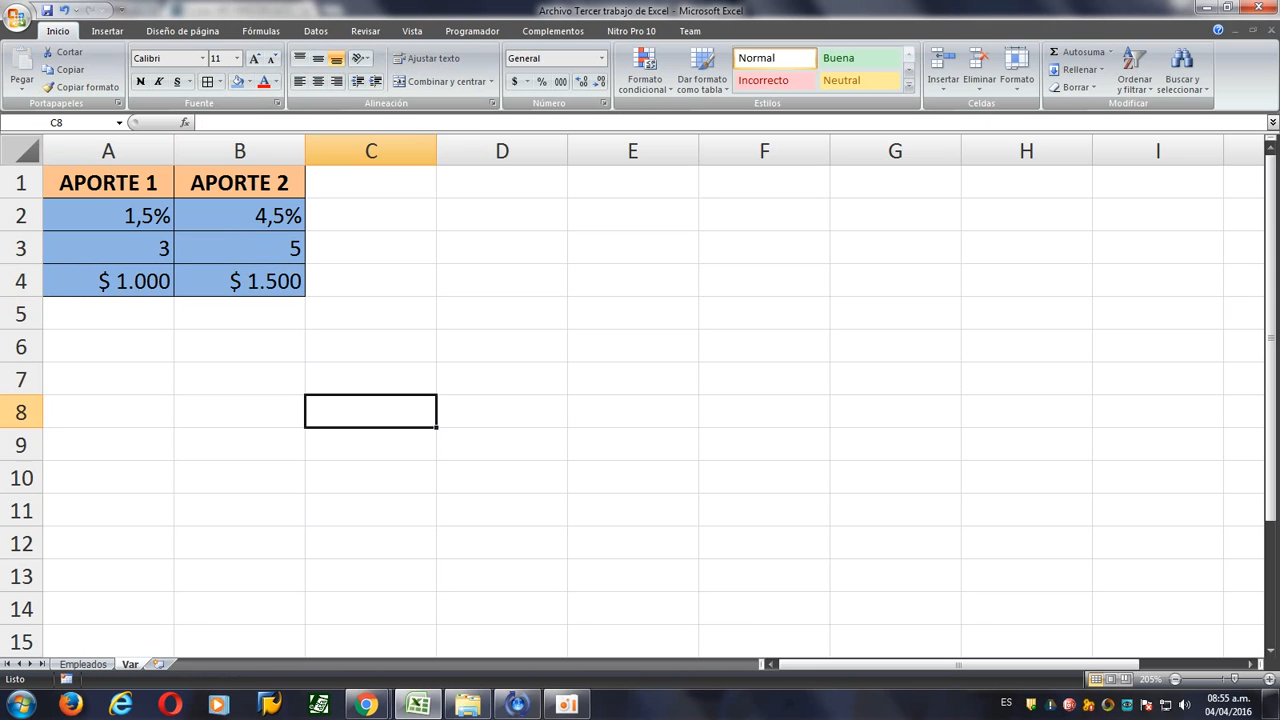 Archivo Tercer trabajo de Excel - Microsoft Excel
Inicio Insertar Diseño de página Fórmulas Datos Revisar Vista Programador Complementos Nitro Pro 10 Team
Pegar
Cortar
Copiar
Copiar formato
Portapapeles
Calibri 11
N K S
Fuente
Ajustar texto
Combinar y centrar
Alineación
General
$ % 000
Número
Formato condicional
Dar formato como tabla
Normal Buena
Incorrecto Neutral
Estilos
Insertar Eliminar Formato
Celdas
Autosuma
Rellenar
Borrar
Ordenar y filtrar
Buscar y seleccionar
Modificar
C8 fx
A B C D E F G H I
1 APORTE 1 APORTE 2
2 1,5% 4,5%
3 3 5
4 $ 1.000 $ 1.500
5
6
7
8
9
10
11
12
13
14
15
Empleados Var
Listo 205%
ES 08:55 a.m.
04/04/2016